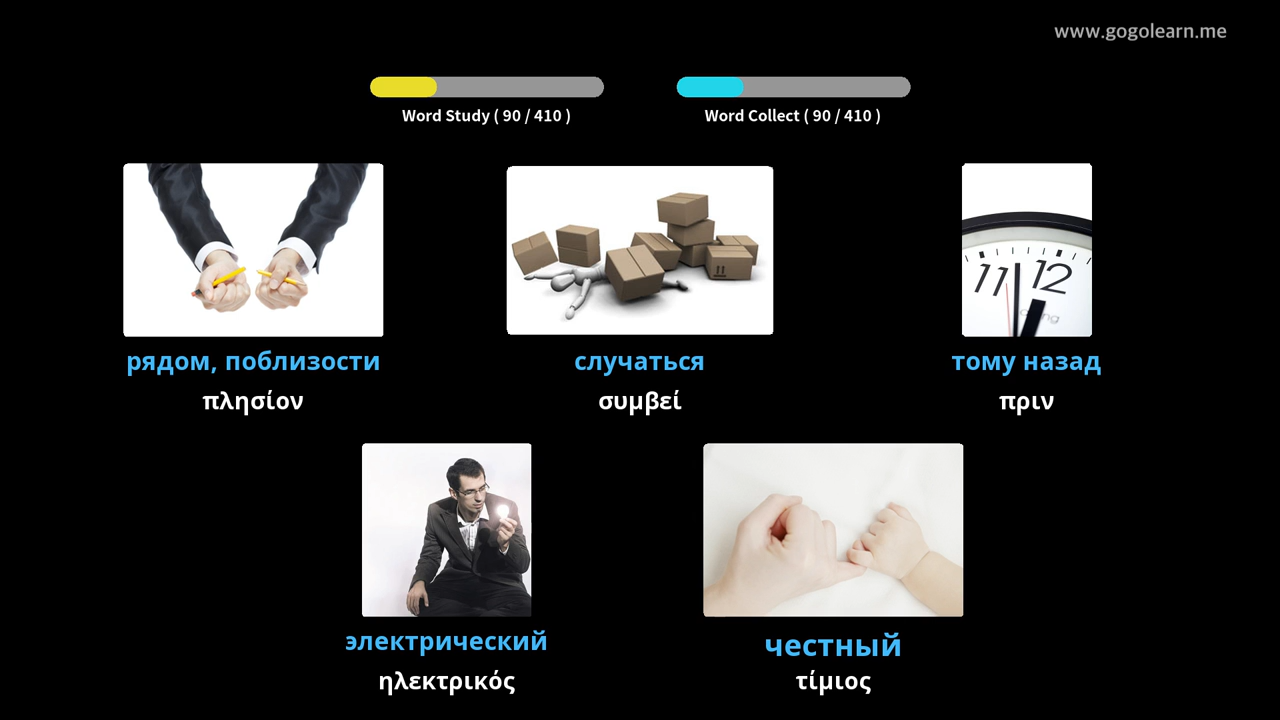 www.gogolearn.me
Word Study ( 90 / 410 )
Word Collect ( 90 / 410 )
рядом, поблизости
πλησίον
случаться
συμβεί
тому назад
πριν
электрический
ηλεκτρικός
честный
τίμιος